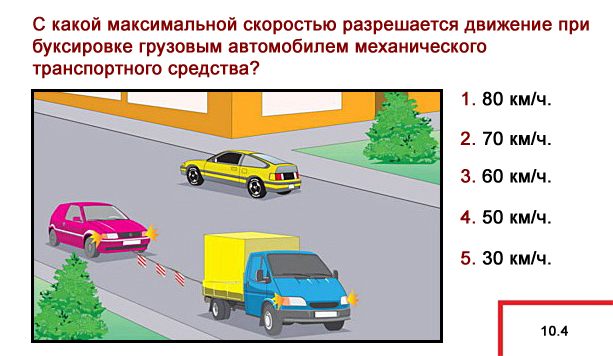 С какой максимальной скоростью разрешается движение при
буксировке грузовым автомобилем механического
транспортного средства?
1. 80 км/ч.
2. 70 км/ч.
3. 60 км/ч.
4. 50 км/ч.
5. 30 км/ч.
10.4